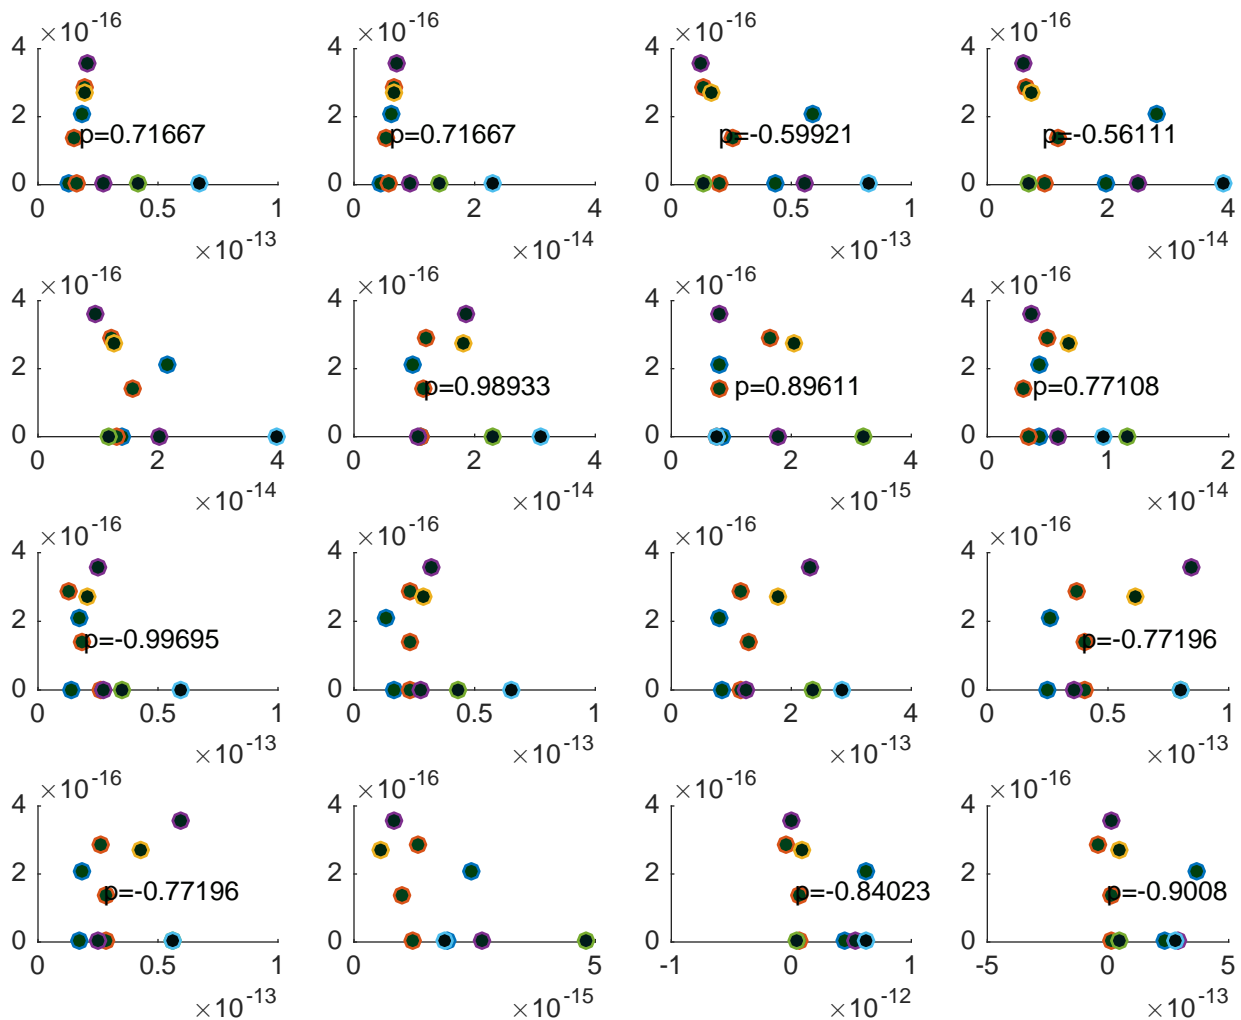 ×10-16 ×10-16 ×10-16 ×10-16
4 4 4 4
2 2 2 2
p=0.71667 p=0.71667 p=-0.59921 p=-0.56111
0 0 0 0
0 0.5 1 0 2 4 0 0.5 1 0 2 4
×10-13 ×10-14 ×10-13 ×10-14
×10-16 ×10-16 ×10-16 ×10-16
4 4 4 4
2 2 2 2
p=0.98933 p=0.89611 p=0.77108
0 0 0 0
0 2 4 0 2 4 0 2 4 0 1 2
×10-14 ×10-14 ×10-15 ×10-14
×10-16 ×10-16 ×10-16 ×10-16
4 4 4 4
2 2 2 2
p=-0.99695 p=-0.77196
0 0 0 0
0 0.5 1 0 0.5 1 0 2 4 0 0.5 1
×10-13 ×10-13 ×10-13 ×10-13
×10-16 ×10-16 ×10-16 ×10-16
4 4 4 4
2 2 2 2
p=-0.77196 p=-0.84023 p=-0.9008
0 0 0 0
0 0.5 1 0 5 -1 0 1 -5 0 5
×10-13 ×10-15 ×10-12 ×10-13